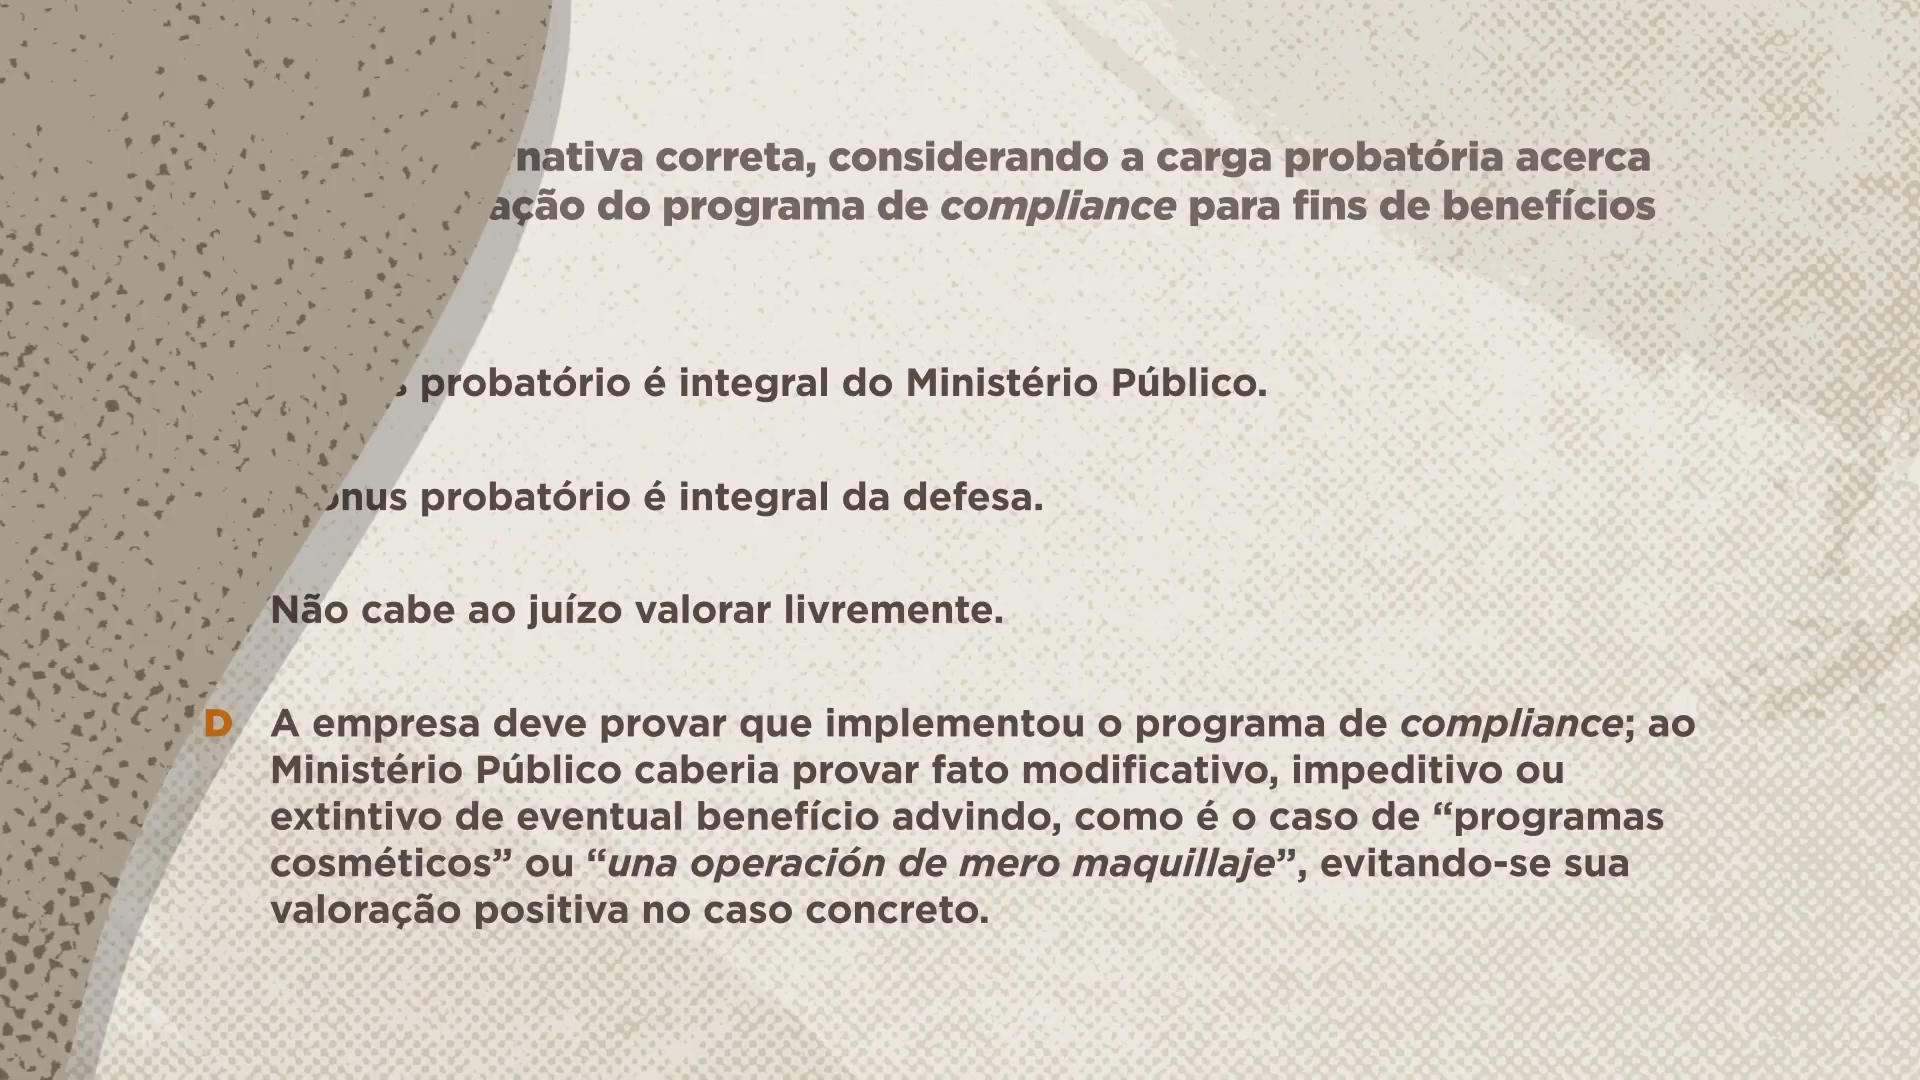 correta, considerando a carga probatória acerca
do programa de compliance para fins de benefícios
probatório é integral do Ministério Público.
probatório é integral da defesa.
Não cabe ao juízo valorar livremente.
D A empresa deve provar que implementou o programa de compliance; ao
Ministério Público caberia provar fato modificativo, impeditivo ou
extintivo de eventual benefício advindo, como é o caso de “programas
cosméticos” ou “una operación de mero maquillaje”, evitando-se sua
valoração positiva no caso concreto.